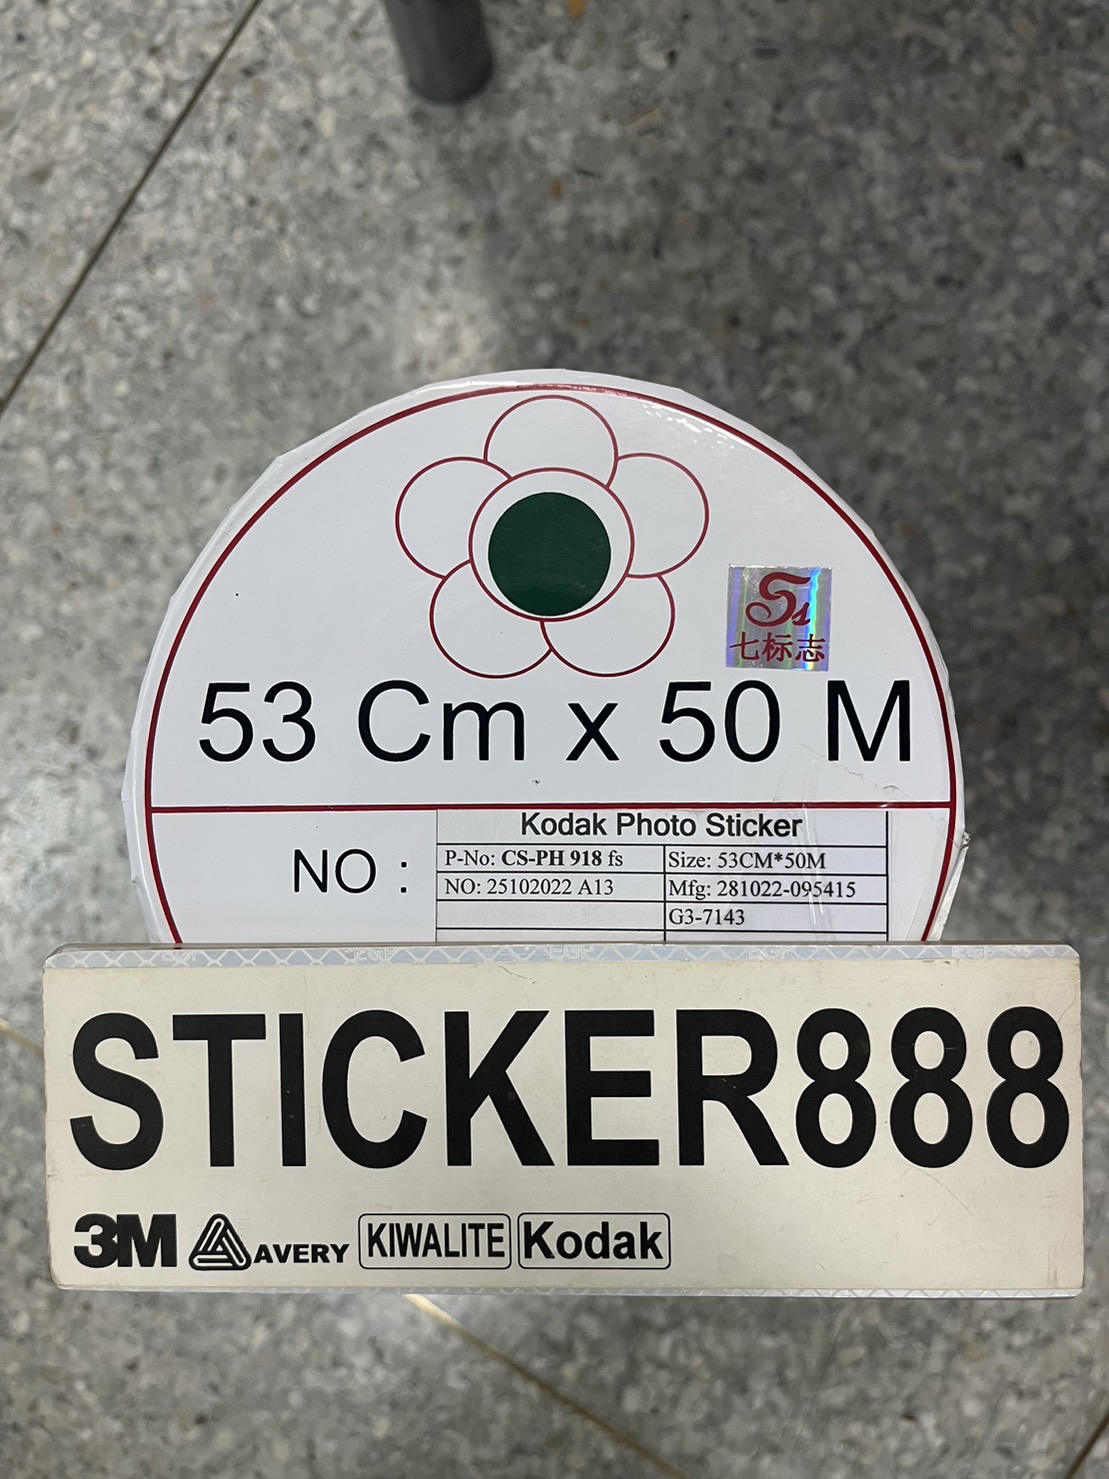 Ss
七标志
53 Cm x 50 M
Kodak Photo Sticker
NO :
P-No: CS-PH 918 fs
Size: 53CM*50M
NO: 25102022 A13
Mfg: 281022-095415
G3-7143
STICKER888
3M AVERY KIWALITE Kodak